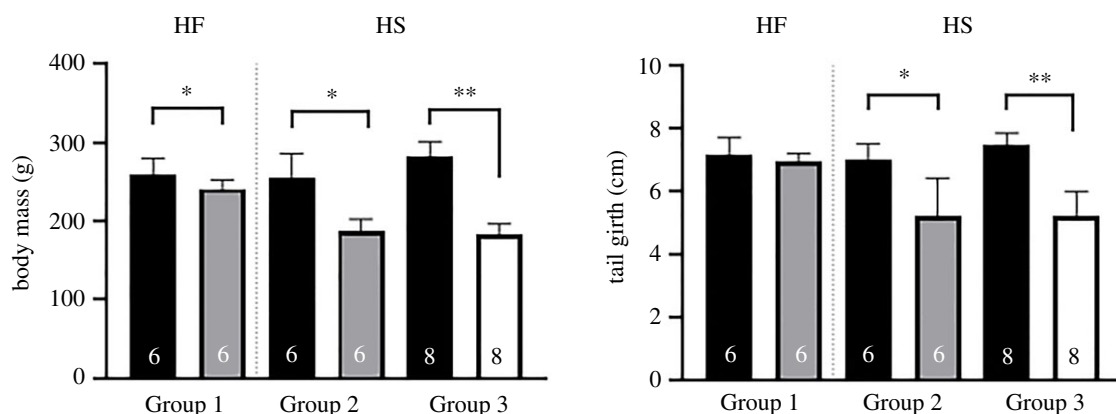 HF HS
400
300
200
100
0
body mass (g)
* * **
6 6 6 6 8 8
Group 1 Group 2 Group 3
HF HS
10
8
6
4
2
0
tail girth (cm)
* **
6 6 6 6 8 8
Group 1 Group 2 Group 3